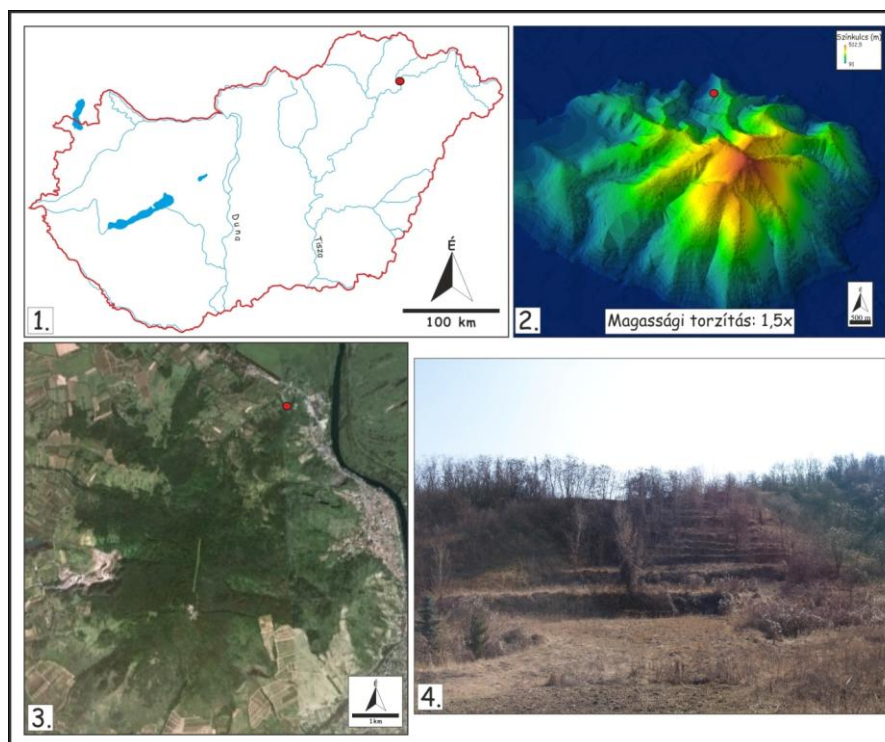 Duna
Tisza
É
100 km
1.
Színkulcs (m)
É
500 m
Magassági torzítás: 1,5x
2.
É
1km
3.
4.